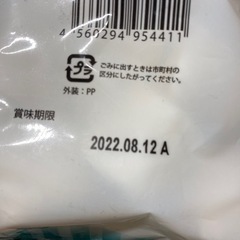 4 560294 954411
プラ
ごみに出すときは市町村の
区分にしたがってください。
外装：PP
賞味期限
2022.08.12 A